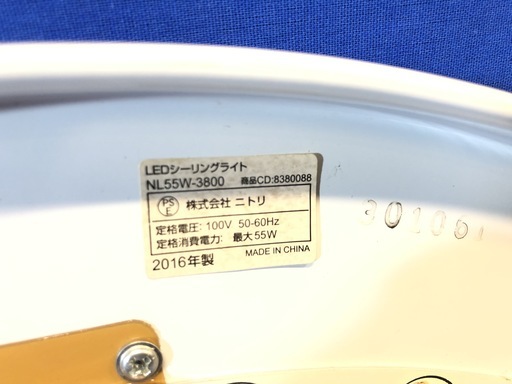 LEDシーリングライト
NL55W-3800 商品CD:8380088
PSE 株式会社 ニトリ
定格電圧: 100V 50-60Hz
定格消費電力: 最大55W
2016年製 MADE IN CHINA